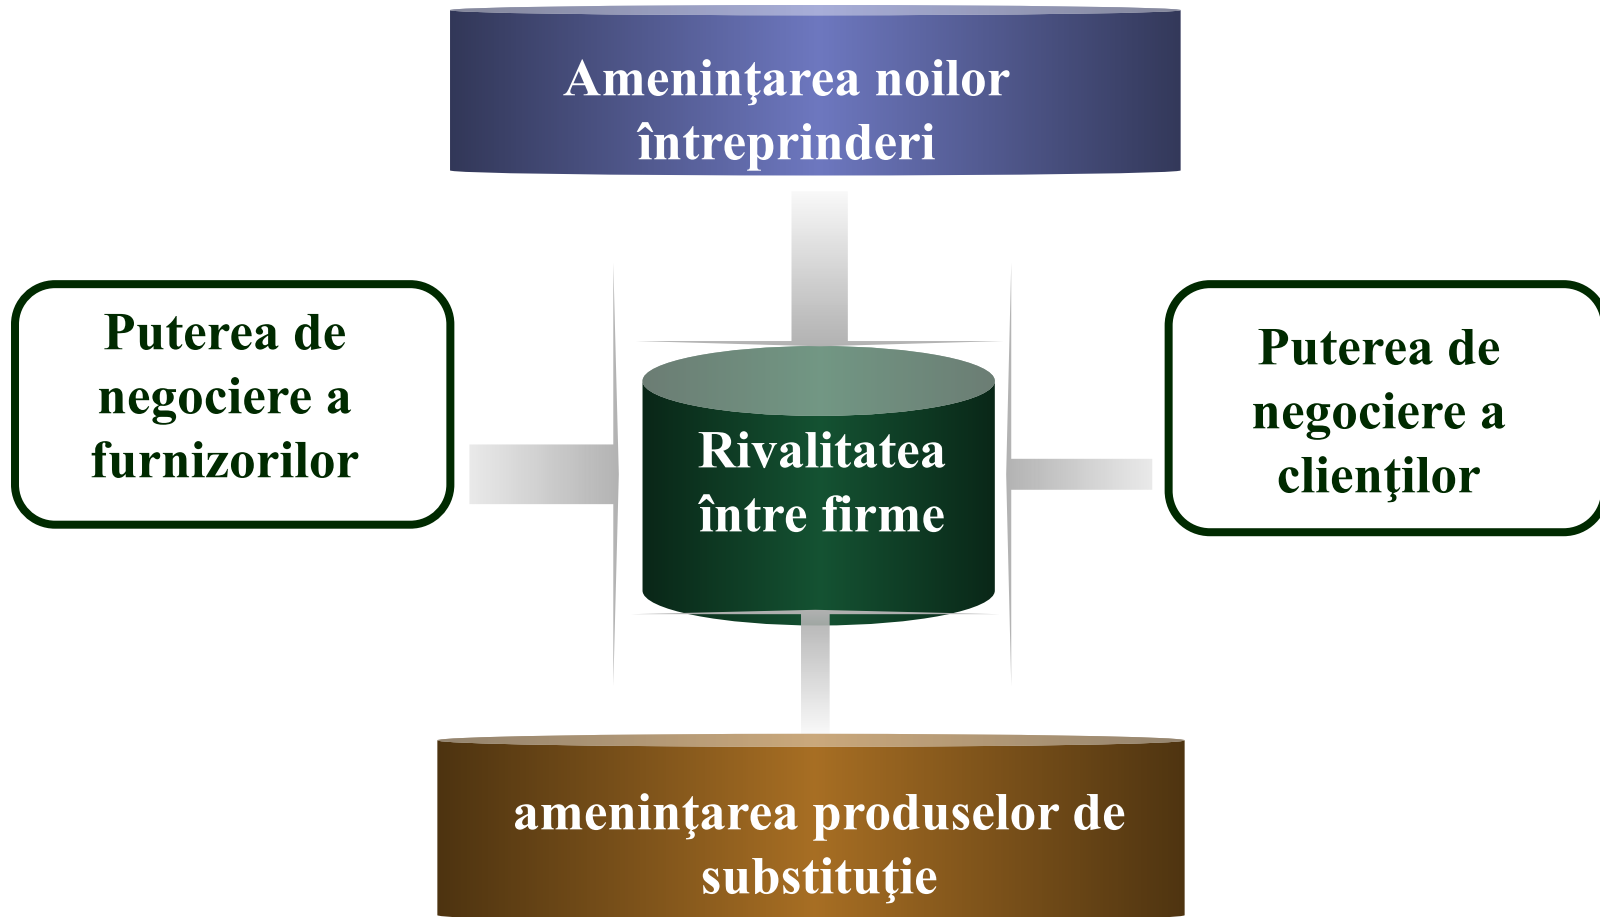 Ameninţarea noilor
întreprinderi
Puterea de
negociere a
furnizorilor
Rivalitatea
între firme
Puterea de
negociere a
clienţilor
ameninţarea produselor de
substituţie